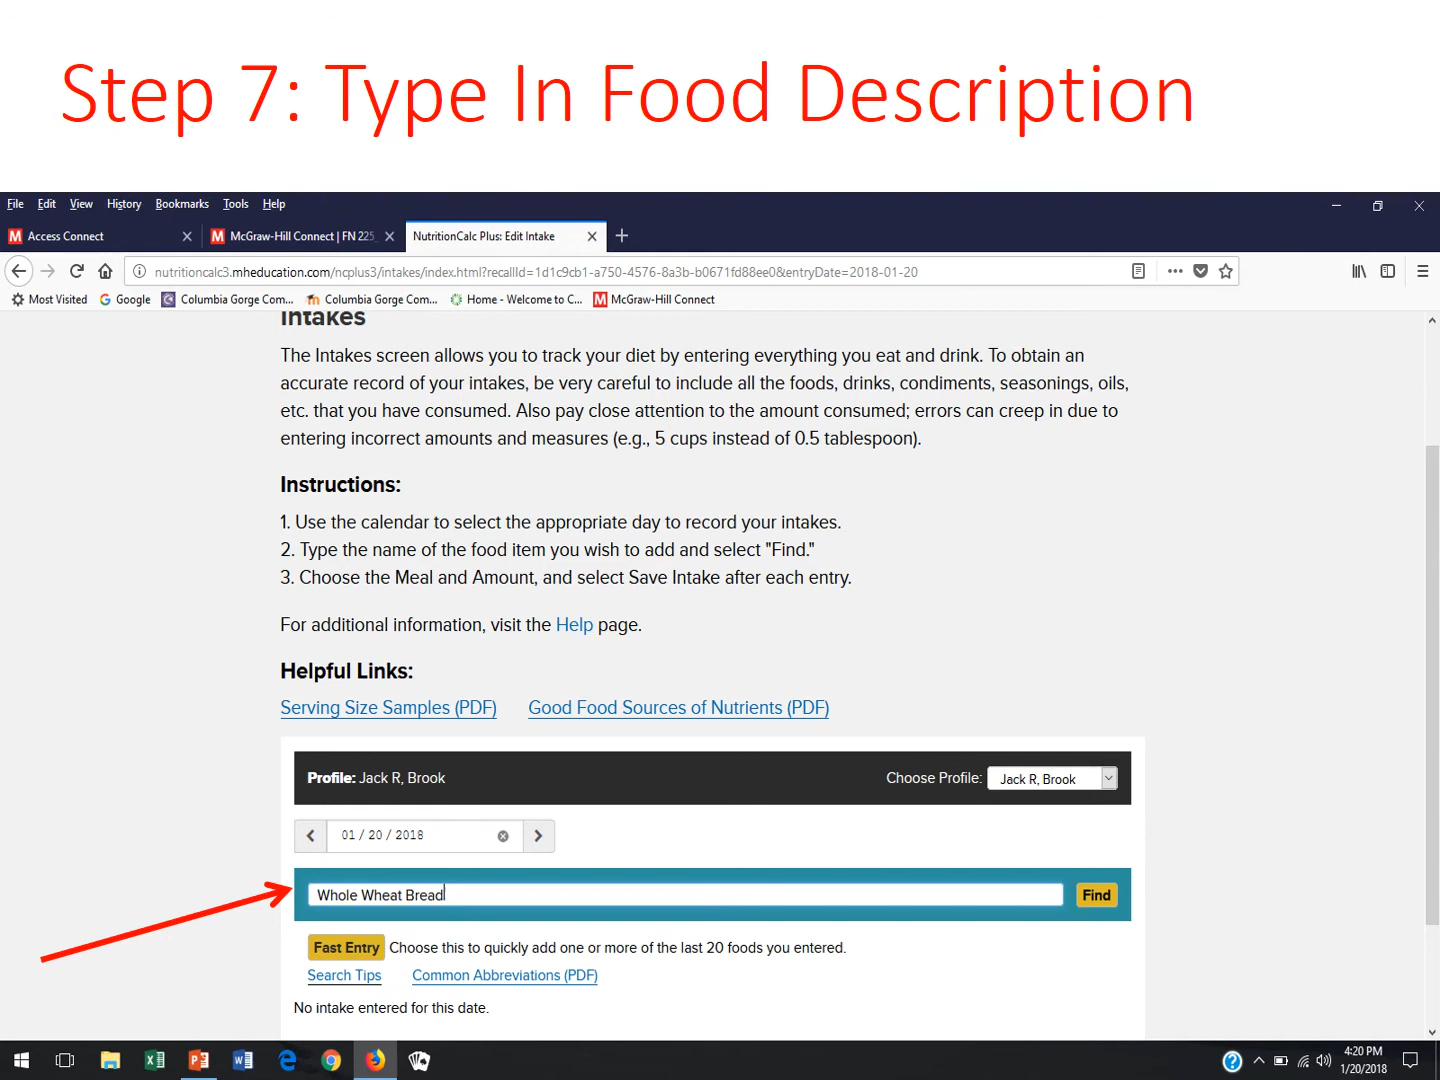 Step 7: Type In Food Description
File Edit View History Bookmarks Tools Help
Access Connect
McGraw-Hill Connect | FN 225
NutritionCalc Plus: Edit Intake
nutritioncalc3.mheducation.com/ncplus3/intakes/index.html?recallId=1d1c9cb1-a750-4576-8a3b-b0671fd88ee0&entryDate=2018-01-20
Most Visited Google Columbia Gorge Com... Columbia Gorge Com... Home - Welcome to C... McGraw-Hill Connect
Intakes
The Intakes screen allows you to track your diet by entering everything you eat and drink. To obtain an
accurate record of your intakes, be very careful to include all the foods, drinks, condiments, seasonings, oils,
etc. that you have consumed. Also pay close attention to the amount consumed; errors can creep in due to
entering incorrect amounts and measures (e.g., 5 cups instead of 0.5 tablespoon).
Instructions:
1. Use the calendar to select the appropriate day to record your intakes.
2. Type the name of the food item you wish to add and select "Find."
3. Choose the Meal and Amount, and select Save Intake after each entry.
For additional information, visit the Help page.
Helpful Links:
Serving Size Samples (PDF) Good Food Sources of Nutrients (PDF)
Profile: Jack R, Brook Choose Profile: Jack R, Brook
01 / 20 / 2018
Whole Wheat Bread Find
Fast Entry Choose this to quickly add one or more of the last 20 foods you entered.
Search Tips Common Abbreviations (PDF)
No intake entered for this date.
4:20 PM
1/20/2018